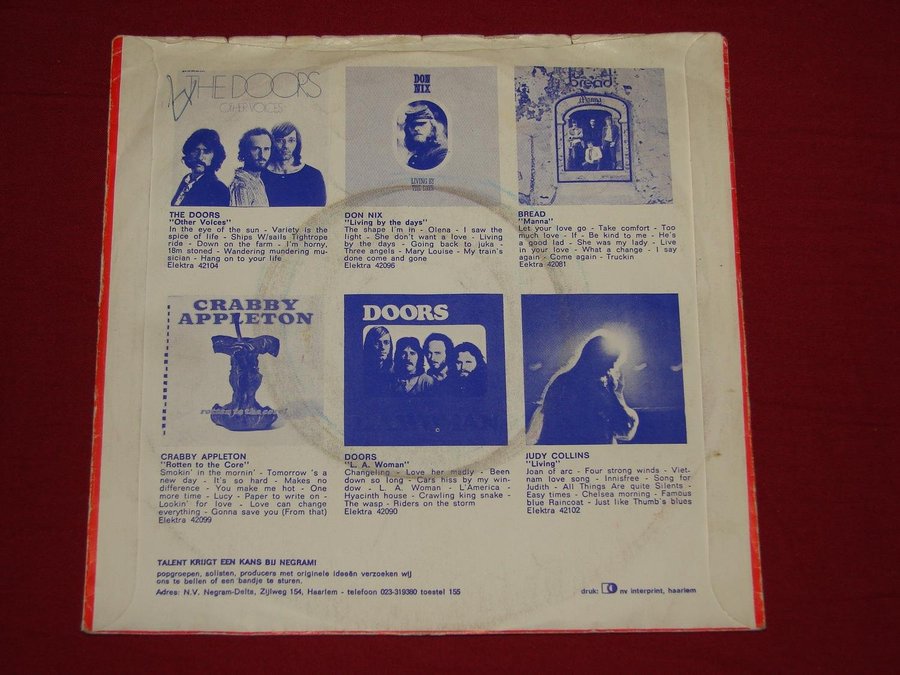 THE DOORS
OTHER VOICES
DON
NIX
LIVING BY
THE DAYS
bread
Manna
THE DOORS
"Other Voices"
In the eye of the sun - Variety is the
spice of life - Ships W/sails Tightrope
ride - Down on the farm - I'm horny,
18m stoned - Wandering mundering mu-
sician - Hang on to your life
Elektra 42104
DON NIX
"Living by the days"
The shape I'm in - Olena - I saw the
light - She don't want a love - Living
by the days - Going back to juka -
Three angels - Mary Louise - My train's
done come and gone
Elektra 42096
BREAD
"Manna"
Let your love go - Take comfort - Too
much love - If - Be kind to me - He's
a good lad - She was my lady - Live
in your love - What a change - I say
again - Come again - Truckin
Eektra 42081
CRABBY
APPLETON
rotten to the core!
DOORS
CRABBY APPLETON
"Rotten to the Core"
Smokin' in the mornin' - Tomorrow 's a
new day - It's so hard - Makes no
difference - You make me hot - One
more time - Lucy - Paper to write on -
Lookin' for love - Love can change
everything - Gonna save you (From that)
Elektra 42099
DOORS
"L. A. Woman"
Changeling - Love her madly - Been
down so long - Cars hiss by my win-
dow - L. A. Woman - L'America -
Hyacinth house - Crawling king snake -
The wasp - Riders on the storm
Elektra 42090
JUDY COLLINS
"Living"
Joan of arc - Four strong winds - Viet-
nam love song - Innisfree - Song for
Judith - All Things Are quite Silents -
Easy times - Chelsea morning - Famous
blue Raincoat - Just like Thumb's blues
Elektra 42102
TALENT KRIJGT EEN KANS BIJ NEGRAM!
popgroepen, solisten, producers met originele ideeën verzoeken wij
ons te bellen of een bandje te sturen.
Adres: N.V. Negram-Delta, Zijlweg 154, Haarlem - telefoon 023-319380 toestel 155
druk: nv interprint, haarlem